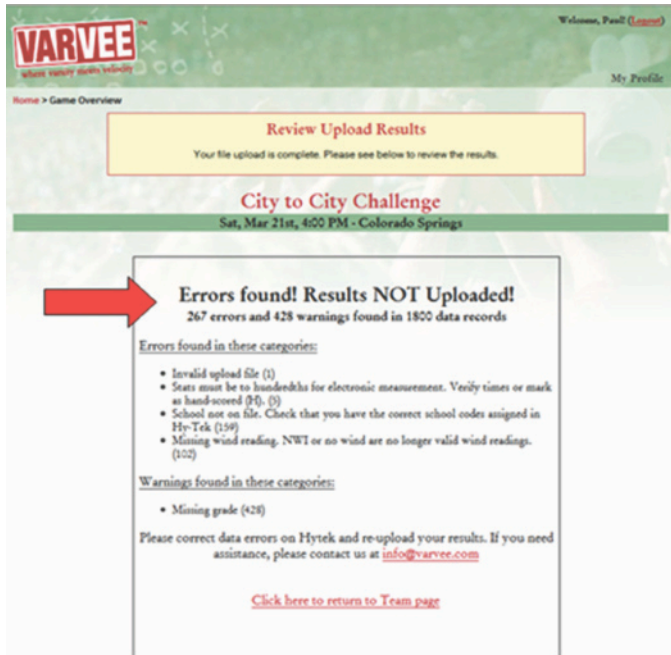 VARVEE™
where varsity meets velocity
Welcome, Paul! (Logout)
My Profile
Home > Game Overview
Review Upload Results
Your file upload is complete. Please see below to review the results.
City to City Challenge
Sat, Mar 21st, 4:00 PM - Colorado Springs
Errors found! Results NOT Uploaded!
267 errors and 428 warnings found in 1800 data records
Errors found in these categories:
• Invalid upload file (1)
• Stats must be to hundredths for electronic measurement. Verify times or mark
as hand-scored (H). (5)
• School not on file. Check that you have the correct school codes assigned in
Hy-Tek (159)
• Missing wind reading. NWI or no wind are no longer valid wind readings.
(102)
Warnings found in these categories:
• Missing grade (428)
Please correct data errors on Hytek and re-upload your results. If you need
assistance, please contact us at info@varvee.com
Click here to return to Team page